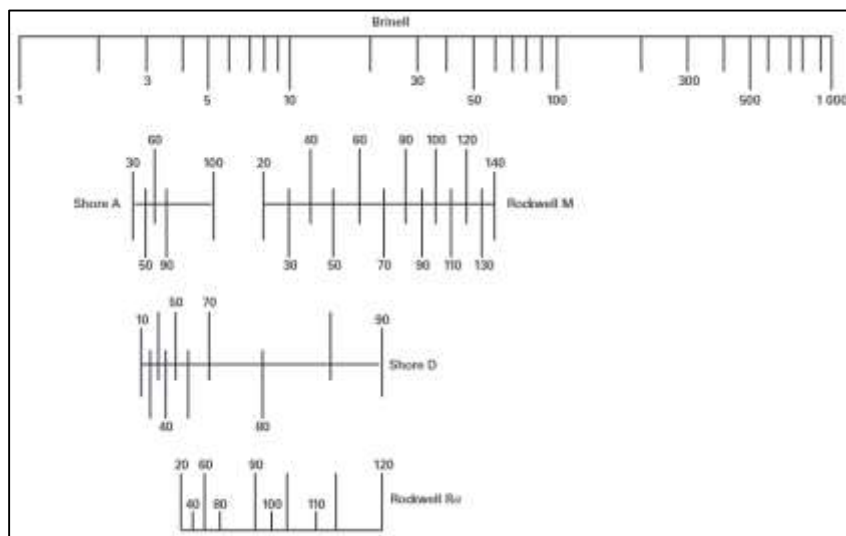 Brinell
3 30 300
1 5 10 50 100 500 1 000
60 40 60 80 100 120
30 100 20 140
Shore A Rockwell M
50 90 30 50 70 90 110 130
50 70
10 90
Shore D
40 80
20 60 90 120
40 80 100 110 Rockwell Rα